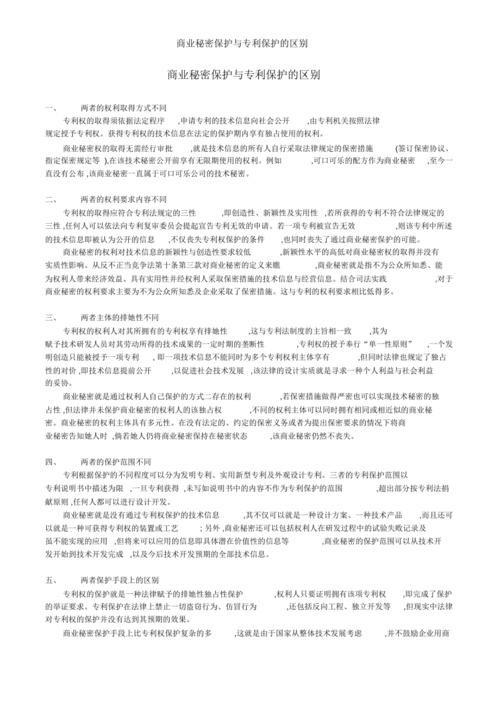 商业秘密保护与专利保护的区别
商业秘密保护与专利保护的区别
一、 两者的权利取得方式不同
专利权的取得须依据法定程序 ,申请专利的技术信息向社会公开 ,由专利机关按照法律
规定授予专利权。获得专利权的技术信息在法定的保护期内享有独占使用的权利。
商业秘密权的取得无需经行审批 ,就是技术信息的所有人自行采取法律规定的保密措施 (签订保密协议、
指定保密规定等 ),在该技术秘密公开前享有无限期使用的权利。例如 ,可口可乐的配方作为商业秘密 ,至今一
直没有公布 ,该商业秘密一直属于可口可乐公司的技术秘密。
二、 两者的权利要求内容不同
专利权的取得应符合专利法规定的三性 ,即创造性、新颖性及实用性 ,若所获得的专利不符合法律规定的
三性 ,任何人可以依法向专利复审委员会提起宣告专利无效的申请。若一项专利被宣告无效 ,则该专利中所述
的技术信息即被认为公开的信息 ,不仅丧失专利权保护的条件 ,也同时丧失了通过商业秘密保护的可能。
商业秘密的权利对技术信息的新颖性与创造性要求较低 ,新颖性水平的高低对商业秘密权的取得并没有
实质性影响。从反不正当竞争法第十条第三款对商业秘密的定义来瞧 ,商业秘密就是指不为公众所知悉、能
为权利人带来经济效益、具有实用性并经权利人采取保密措施的技术信息与经营信息。结合司法实践 ,对于
商业秘密的权利要求主要为不为公众所知悉及企业采取了保密措施。这与专利的权利要求相比低得多。
三、 两者主体的排她性不同
专利权的权利人对其所拥有的专利权享有排她性 ,这与专利法制度的主旨相一致 ,其为
赋予技术研发人员对其劳动所得的技术成果的一定时期的垄断性 ,专利权的授予奉行“单一性原则” ,一个发
明创造只能被授予一项专利 ,即一项技术信息不能同时为多个专利权利主体享有 ,但同时法律也规定了独占
性的对价 ,即技术信息提前公开 ,以促进社会技术发展 ,该法律的设计实质就是寻求一种个人利益与社会利益
的妥协。
商业秘密就是通过权利人自己保护的方式二存在的权利 ,若保密措施做得严密也可以实现技术秘密的独
占性 ,但法律并未保护商业秘密的权利人的该独占权 ,不同的权利主体可以同时拥有相同或相近似的商业秘
密。商业秘密的权利主体具有多元性。在没有法定的、约定的保密义务或者为提出保密要求的情况下将商
业秘密告知她人时 ,倘若她人仍将商业秘密保持在秘密状态 ,该商业秘密仍然不丧失。
四、 两者的保护范围不同
专利根据保护的不同程度可以分为发明专利、实用新型专利及外观设计专利。三者的专利保护范围以
专利说明书中描述为限 ,一旦专利获得 ,未写如说明书中的内容不作为专利保护的范围 ,超出部分按专利法捐
献原则 ,任何人都可以进行设计开发。
商业秘密就是没有通过专利权保护的技术信息 ,其不仅可以就是一种设计方案、一种技术产品 ,而且还可
以就是一种可获得专利权的装置或工艺 ;另外 ,商业秘密还可以包括权利人在研发过程中的试验失败记录及
虽不能实现的应用 ,但将来可以应用的信息即具体潜在价值性的信息等 ,商业秘密的保护范围可以从技术开
发开始到技术开发完成 ,以及今后技术开发预期的全部技术信息。
五、 两者保护手段上的区别
专利权的保护就是一种法律赋予的排她性独占性保护 ,权利人只要证明拥有该项专利权 ,即完成了保护
的举证要求。专利保护在法律上禁止一切盗窃行为、仿冒行为 ,还包括反向工程、独立开发等 ,但现实中法律
对专利权的保护并没有达到其预期的效果。
商业秘密保护手段上比专利权保护复杂的多 ,这就是由于国家从整体技术发展考虑 ,并不鼓励企业用商